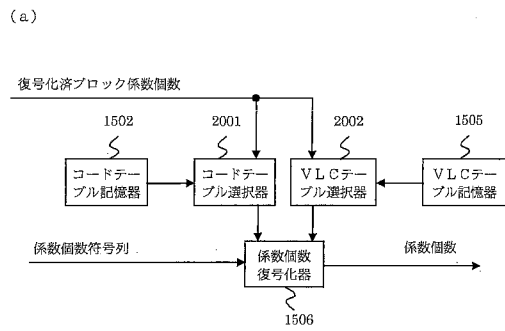 (a)
復号化済ブロック係数個数
1502
2001
2002
1505
コードテー
ブル記憶器
コードテー
ブル選択器
VLCテー
ブル選択器
VLCテー
ブル記憶器
係数個数符号列
係数個数
復号化器
係数個数
1506